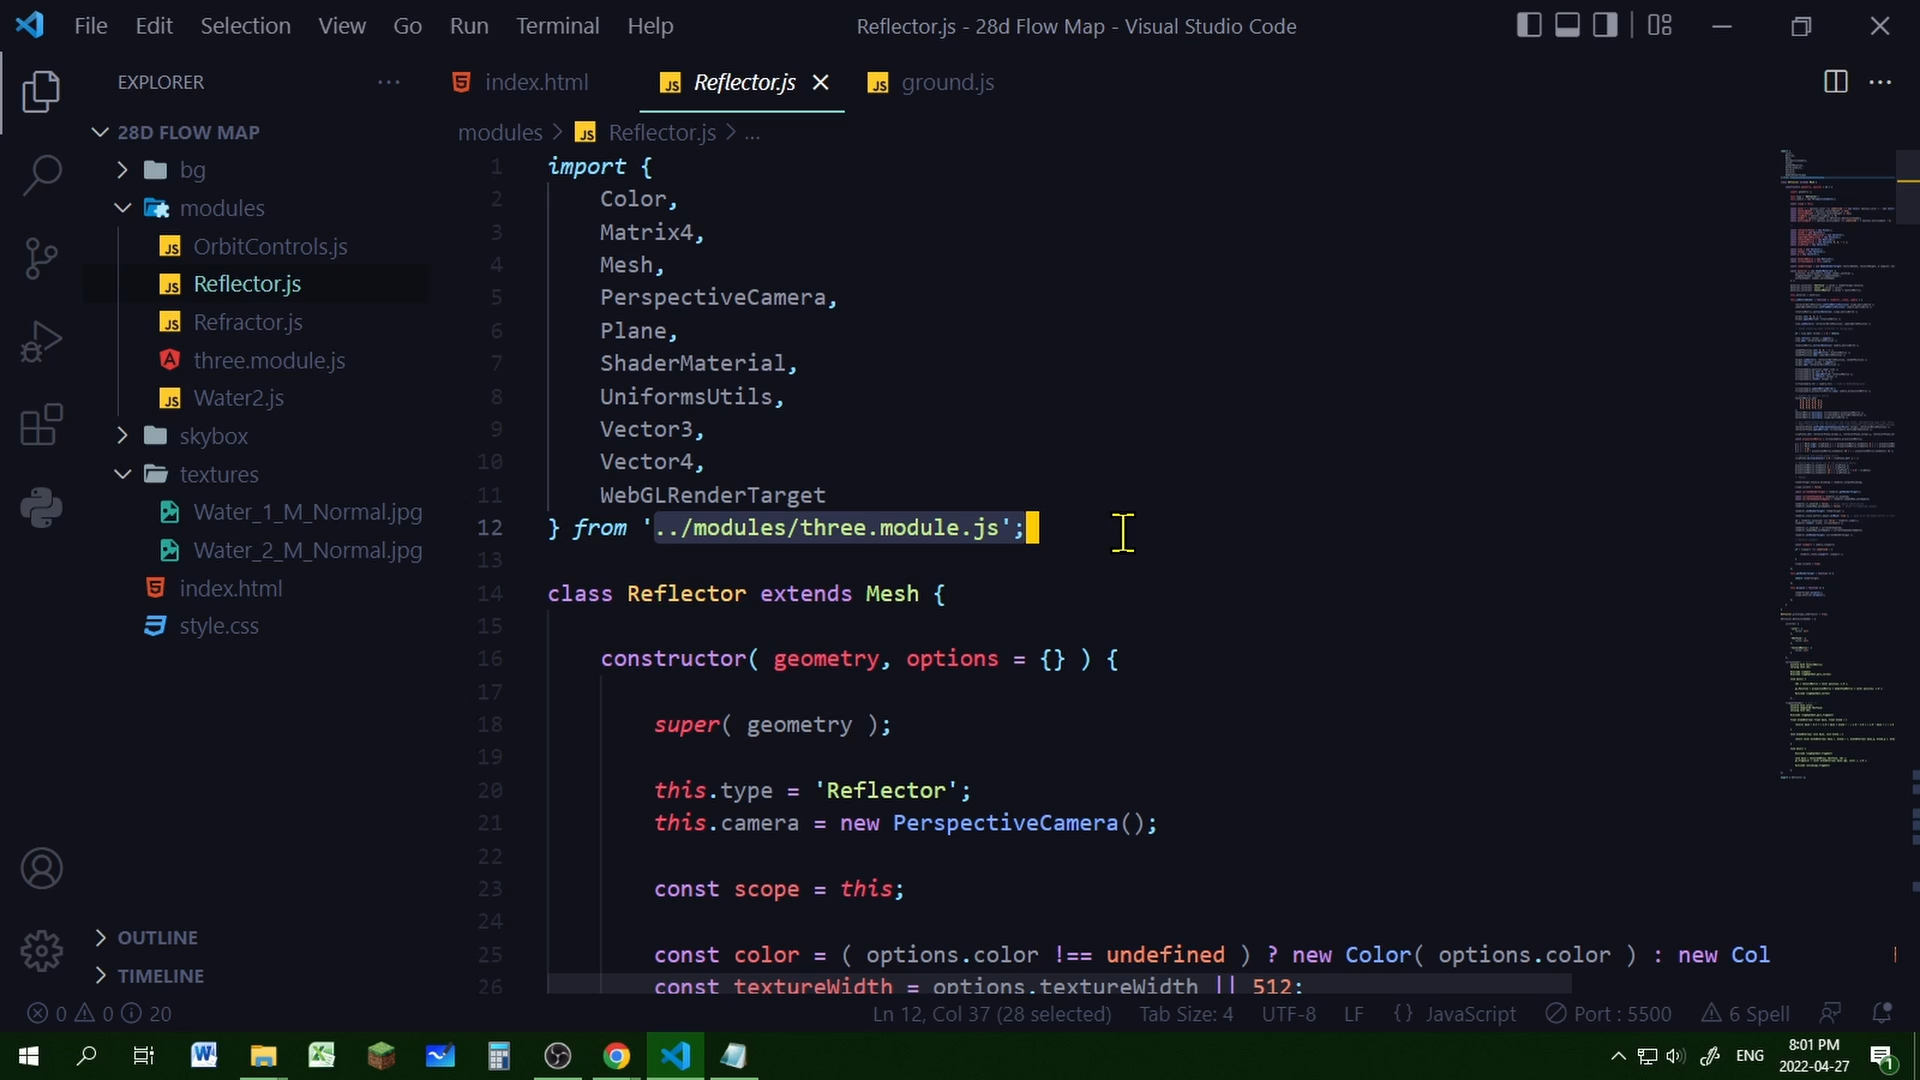 File Edit Selection View Go Run Terminal Help
Reflector.js - 28d Flow Map - Visual Studio Code
EXPLORER
index.html
Reflector.js
ground.js
28D FLOW MAP
bg
modules
OrbitControls.js
Reflector.js
Refractor.js
three.module.js
Water2.js
skybox
textures
Water_1_M_Normal.jpg
Water_2_M_Normal.jpg
index.html
style.css
OUTLINE
TIMELINE
modules > JS Reflector.js > ...
1 import {
2 Color,
3 Matrix4,
4 Mesh,
5 PerspectiveCamera,
6 Plane,
7 ShaderMaterial,
8 UniformsUtils,
9 Vector3,
10 Vector4,
11 WebGLRenderTarget
12 } from '../modules/three.module.js';
13
14 class Reflector extends Mesh {
15
16 constructor( geometry, options = {} ) {
17
18 super( geometry );
19
20 this.type = 'Reflector';
21 this.camera = new PerspectiveCamera();
22
23 const scope = this;
24
25 const color = ( options.color !== undefined ) ? new Color( options.color ) : new Col
26 const textureWidth = options.textureWidth || 512;
0 0 20
Ln 12, Col 37 (28 selected) Tab Size: 4 UTF-8 LF {} JavaScript Port : 5500 6 Spell
ENG
8:01 PM
2022-04-27
1